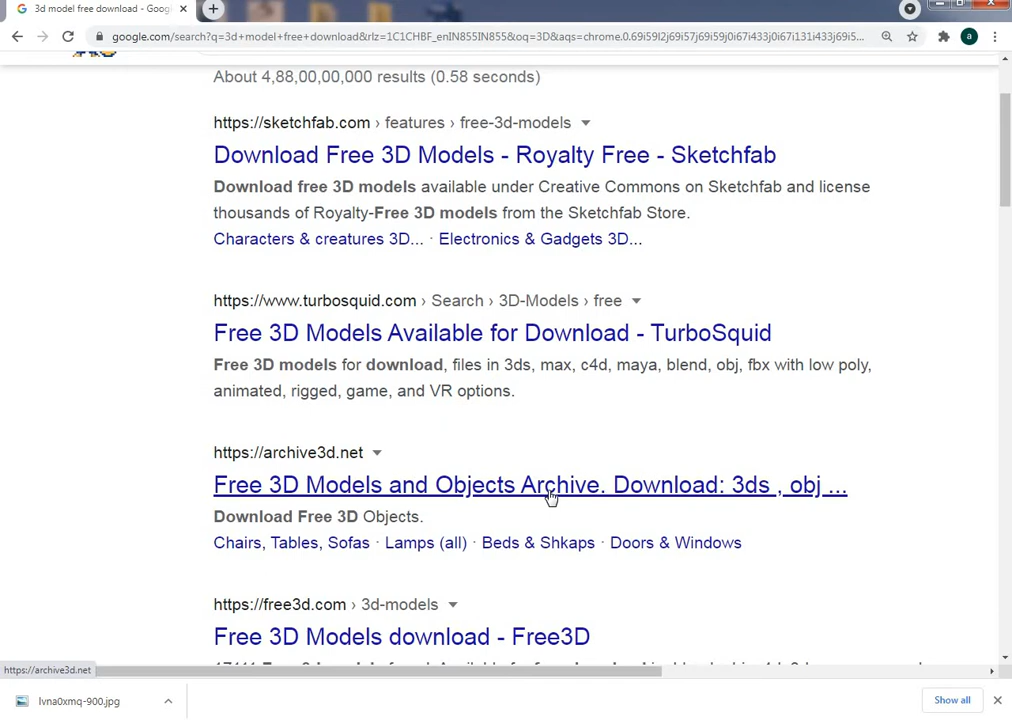 3d model free download - Goog
google.com/search?q=3d+model+free+download&rlz=1C1CHBF_enIN855IN855&oq=3D&aqs=chrome.0.69i59l2j69i57j69i59j0i67i433j0i67i131i433j69i5...
a
About 4,88,00,00,000 results (0.58 seconds)
https://sketchfab.com › features › free-3d-models
Download Free 3D Models - Royalty Free - Sketchfab
Download free 3D models available under Creative Commons on Sketchfab and license
thousands of Royalty-Free 3D models from the Sketchfab Store.
Characters & creatures 3D... · Electronics & Gadgets 3D...
https://www.turbosquid.com › Search › 3D-Models › free
Free 3D Models Available for Download - TurboSquid
Free 3D models for download, files in 3ds, max, c4d, maya, blend, obj, fbx with low poly,
animated, rigged, game, and VR options.
https://archive3d.net
Free 3D Models and Objects Archive. Download: 3ds , obj ...
Download Free 3D Objects.
Chairs, Tables, Sofas · Lamps (all) · Beds & Shkaps · Doors & Windows
https://free3d.com › 3d-models
Free 3D Models download - Free3D
https://archive3d.net
lvna0xmq-900.jpg
Show all